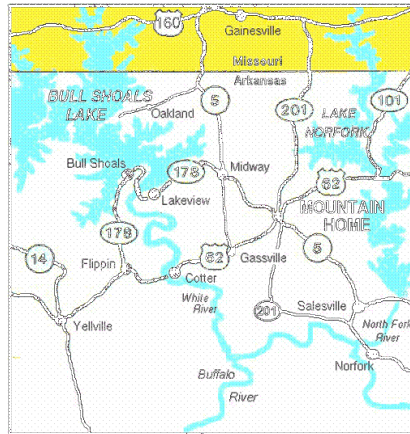 160
Gainesville
Missouri
Arkansas
BULL SHOALS
LAKE
Oakland
5
201
LAKE
NORFORK
101
Bull Shoals
178
Midway
62
Lakeview
MOUNTAIN
HOME
178
14
Flippin
62
Gassville
5
Cotter
White
River
201
Salesville
North Fork
River
Yellville
Norfork
Buffalo
River